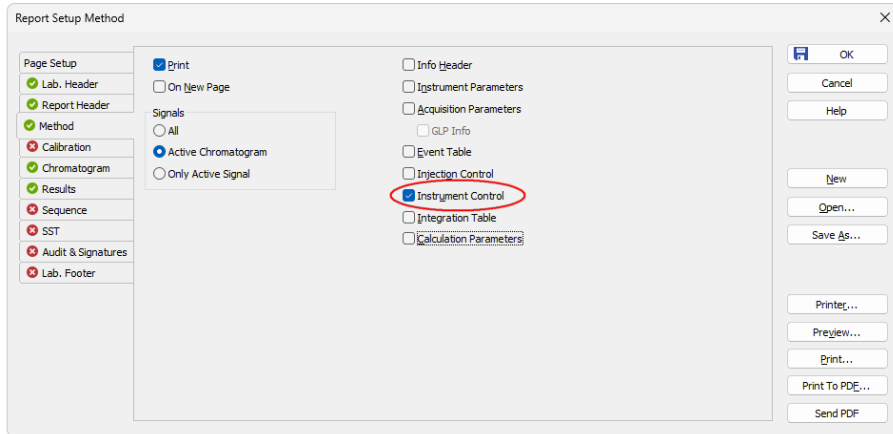 Report Setup Method
Page Setup
Lab. Header
Report Header
Method
Calibration
Chromatogram
Results
Sequence
SST
Audit & Signatures
Lab. Footer
Print
On New Page
Signals
All
Active Chromatogram
Only Active Signal
Info Header
Instrument Parameters
Acquisition Parameters
GLP Info
Event Table
Injection Control
Instrument Control
Integration Table
Calculation Parameters
OK
Cancel
Help
New
Open...
Save As...
Printer...
Preview...
Print...
Print To PDF...
Send PDF